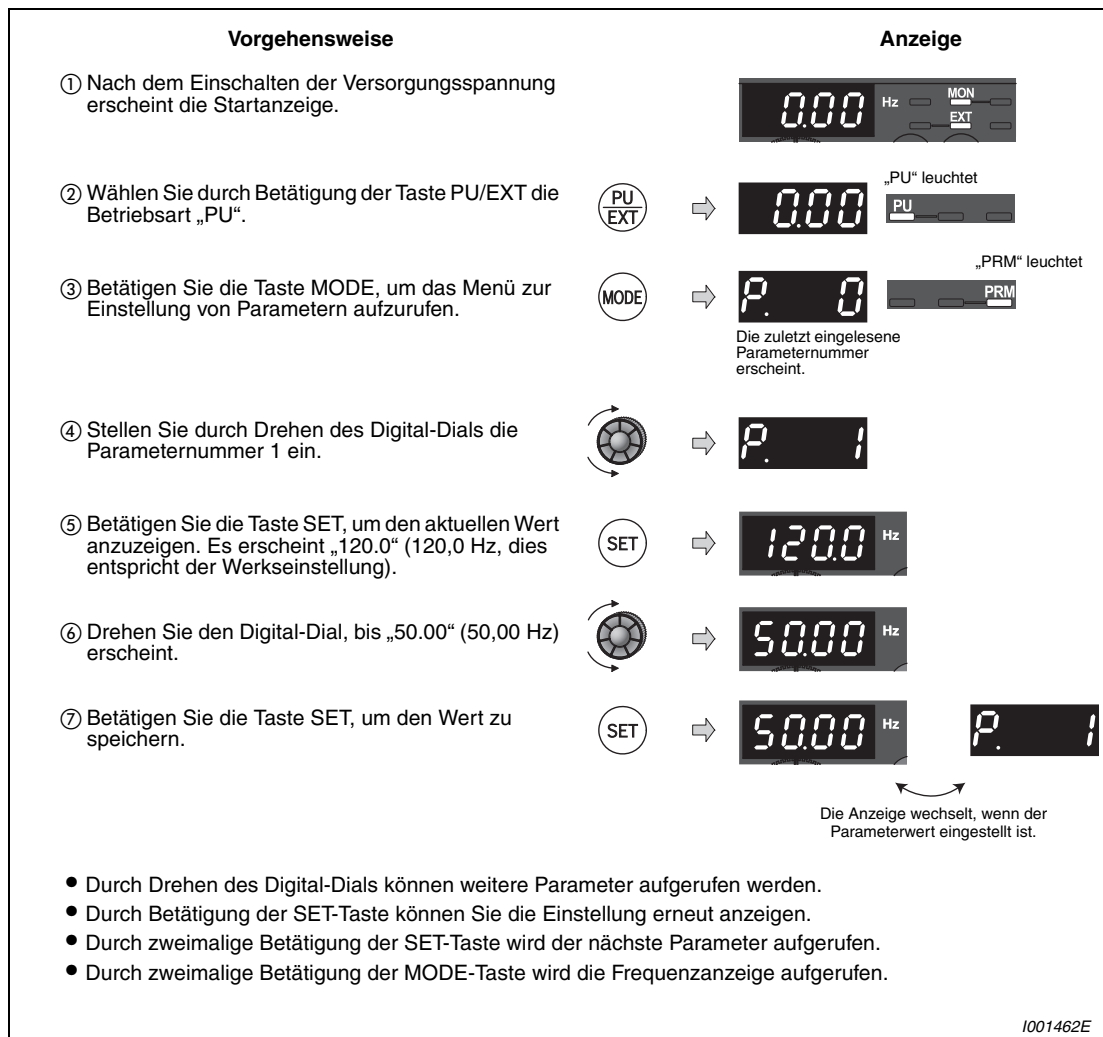 Vorgehensweise
Anzeige
① Nach dem Einschalten der Versorgungsspannung
erscheint die Startanzeige.
0.00 Hz MON
EXT
② Wählen Sie durch Betätigung der Taste PU/EXT die
Betriebsart „PU“.
PU
EXT
0.00
„PU“ leuchtet
PU
③ Betätigen Sie die Taste MODE, um das Menü zur
Einstellung von Parametern aufzurufen.
MODE
P. 0
„PRM“ leuchtet
PRM
Die zuletzt eingelesene
Parameternummer
erscheint.
④ Stellen Sie durch Drehen des Digital-Dials die
Parameternummer 1 ein.
P. 1
⑤ Betätigen Sie die Taste SET, um den aktuellen Wert
anzuzeigen. Es erscheint „120.0“ (120,0 Hz, dies
entspricht der Werkseinstellung).
SET
120.0 Hz
⑥ Drehen Sie den Digital-Dial, bis „50.00“ (50,00 Hz)
erscheint.
50.00 Hz
⑦ Betätigen Sie die Taste SET, um den Wert zu
speichern.
SET
50.00 Hz
P. 1
Die Anzeige wechselt, wenn der
Parameterwert eingestellt ist.
● Durch Drehen des Digital-Dials können weitere Parameter aufgerufen werden.
● Durch Betätigung der SET-Taste können Sie die Einstellung erneut anzeigen.
● Durch zweimalige Betätigung der SET-Taste wird der nächste Parameter aufgerufen.
● Durch zweimalige Betätigung der MODE-Taste wird die Frequenzanzeige aufgerufen.
I001462E